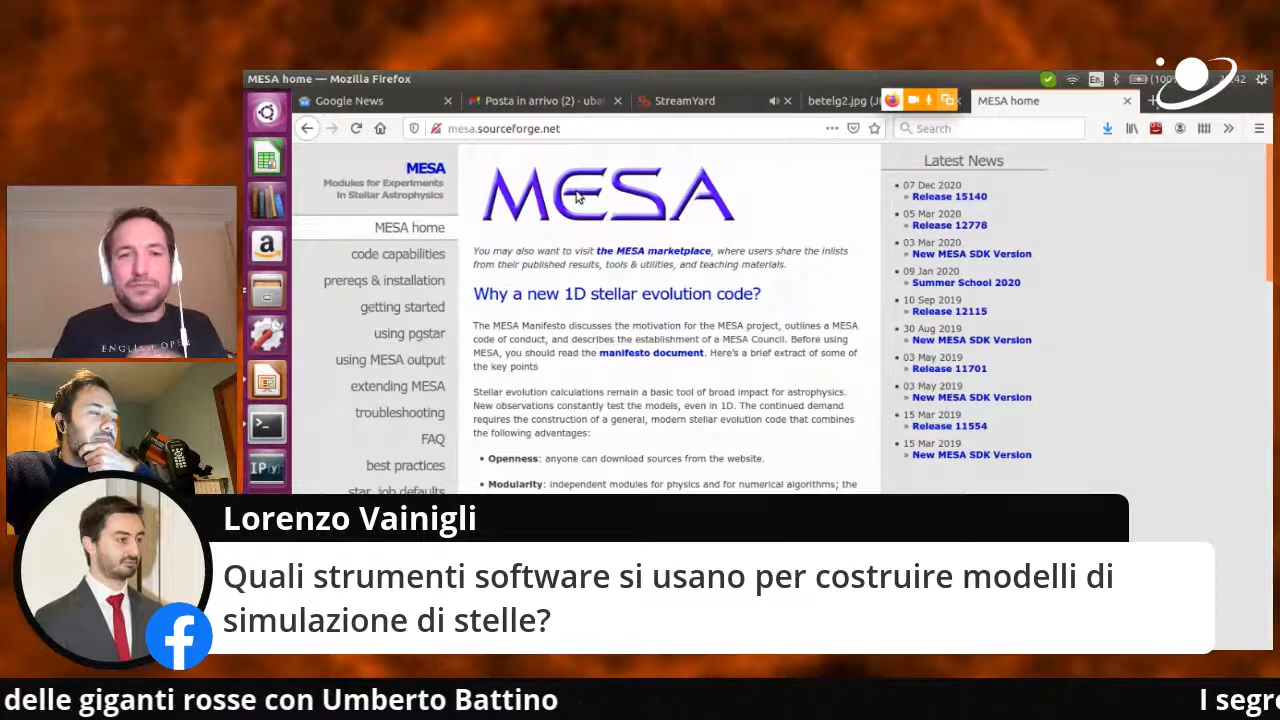 MESA home — Mozilla Firefox
En
Google News
Posta in arrivo (2) - uba
StreamYard
betelg2.jpg
MESA home
mesa.sourceforge.net
Search
MESA
Modules for Experiments
in Stellar Astrophysics
MESA home
code capabilities
prereqs & installation
getting started
using pgstar
using MESA output
extending MESA
troubleshooting
FAQ
best practices
star_job defaults
MESA
You may also want to visit the MESA marketplace, where users share the inlists
from their published results, tools & utilities, and teaching materials.
Why a new 1D stellar evolution code?
The MESA Manifesto discusses the motivation for the MESA project, outlines a MESA
code of conduct, and describes the establishment of a MESA Council. Before using
MESA, you should read the manifesto document. Here's a brief extract of some of
the key points
Stellar evolution calculations remain a basic tool of broad impact for astrophysics.
New observations constantly test the models, even in 1D. The continued demand
requires the construction of a general, modern stellar evolution code that combines
the following advantages:
• Openness: anyone can download sources from the website.
• Modularity: independent modules for physics and for numerical algorithms; the
Latest News
• 07 Dec 2020
» Release 15140
• 05 Mar 2020
» Release 12778
• 03 Mar 2020
» New MESA SDK Version
• 09 Jan 2020
» Summer School 2020
• 10 Sep 2019
» Release 12115
• 30 Aug 2019
» New MESA SDK Version
• 03 May 2019
» Release 11701
• 03 May 2019
» New MESA SDK Version
• 15 Mar 2019
» Release 11554
• 15 Mar 2019
» New MESA SDK Version
IP[y]
Lorenzo Vainigli
Quali strumenti software si usano per costruire modelli di
simulazione di stelle?
delle giganti rosse con Umberto Battino
I segre